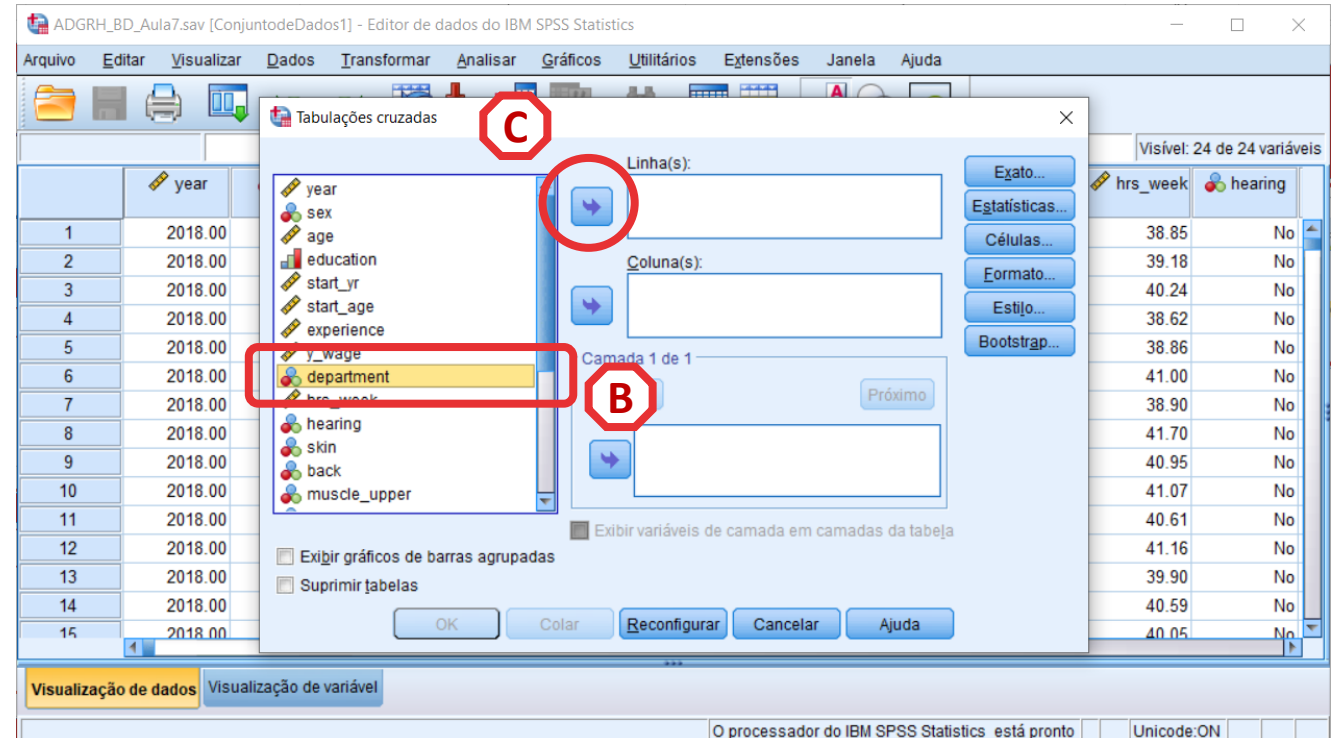 ADGRH_BD_Aula7.sav [ConjuntodeDados1] - Editor de dados do IBM SPSS Statistics
Arquivo Editar Visualizar Dados Transformar Analisar Gráficos Utilitários Extensões Janela Ajuda
Visível: 24 de 24 variáveis
Tabulações cruzadas
C
year
hrs_week hearing
1 2018.00 38.85 No
2 2018.00 39.18 No
3 2018.00 40.24 No
4 2018.00 38.62 No
5 2018.00 38.86 No
6 2018.00 41.00 No
7 2018.00 38.90 No
8 2018.00 41.70 No
9 2018.00 40.95 No
10 2018.00 41.07 No
11 2018.00 40.61 No
12 2018.00 41.16 No
13 2018.00 39.90 No
14 2018.00 40.59 No
15 2018.00 40.05 No
year
sex
age
education
start_yr
start_age
experience
y_wage
department
hrs_week
hearing
skin
back
muscle_upper
B
Linha(s):
Coluna(s):
Camada 1 de 1
Próximo
Exibir variáveis de camada em camadas da tabela
Exato...
Estatísticas...
Células...
Formato...
Estilo...
Bootstrap...
Exibir gráficos de barras agrupadas
Suprimir tabelas
OK Colar Reconfigurar Cancelar Ajuda
Visualização de dados Visualização de variável
O processador do IBM SPSS Statistics está pronto Unicode:ON